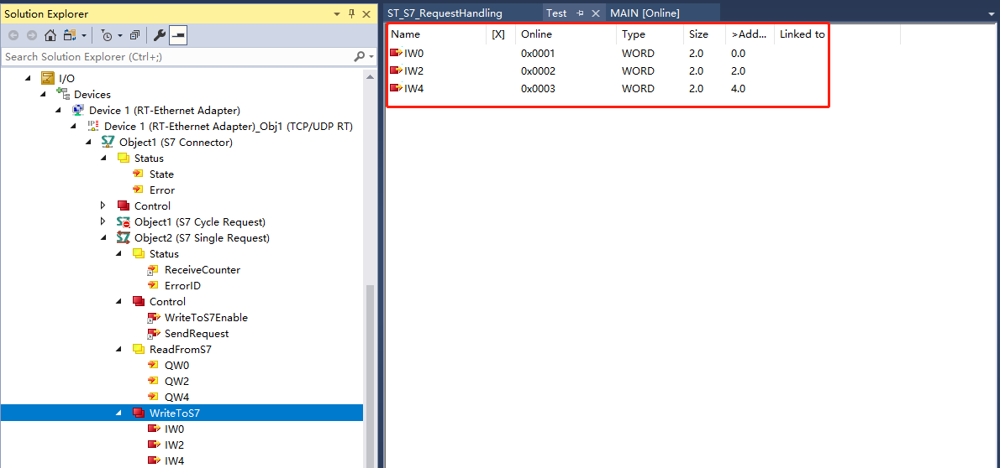 Solution Explorer
Search Solution Explorer (Ctrl+;)
I/O
Devices
Device 1 (RT-Ethernet Adapter)
Device 1 (RT-Ethernet Adapter)_Obj1 (TCP/UDP RT)
Object1 (S7 Connector)
Status
State
Error
Control
Object1 (S7 Cycle Request)
Object2 (S7 Single Request)
Status
ReceiveCounter
ErrorID
Control
WriteToS7Enable
SendRequest
ReadFromS7
QW0
QW2
QW4
WriteToS7
IW0
IW2
IW4
ST_S7_RequestHandling Test MAIN [Online]
Name [X] Online Type Size >Add... Linked to
IW0 0x0001 WORD 2.0 0.0
IW2 0x0002 WORD 2.0 2.0
IW4 0x0003 WORD 2.0 4.0